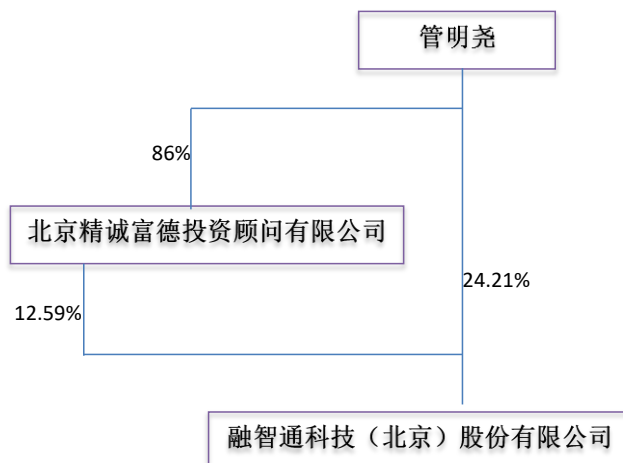 管明尧
86%
北京精诚富德投资顾问有限公司
24.21%
12.59%
融智通科技（北京）股份有限公司